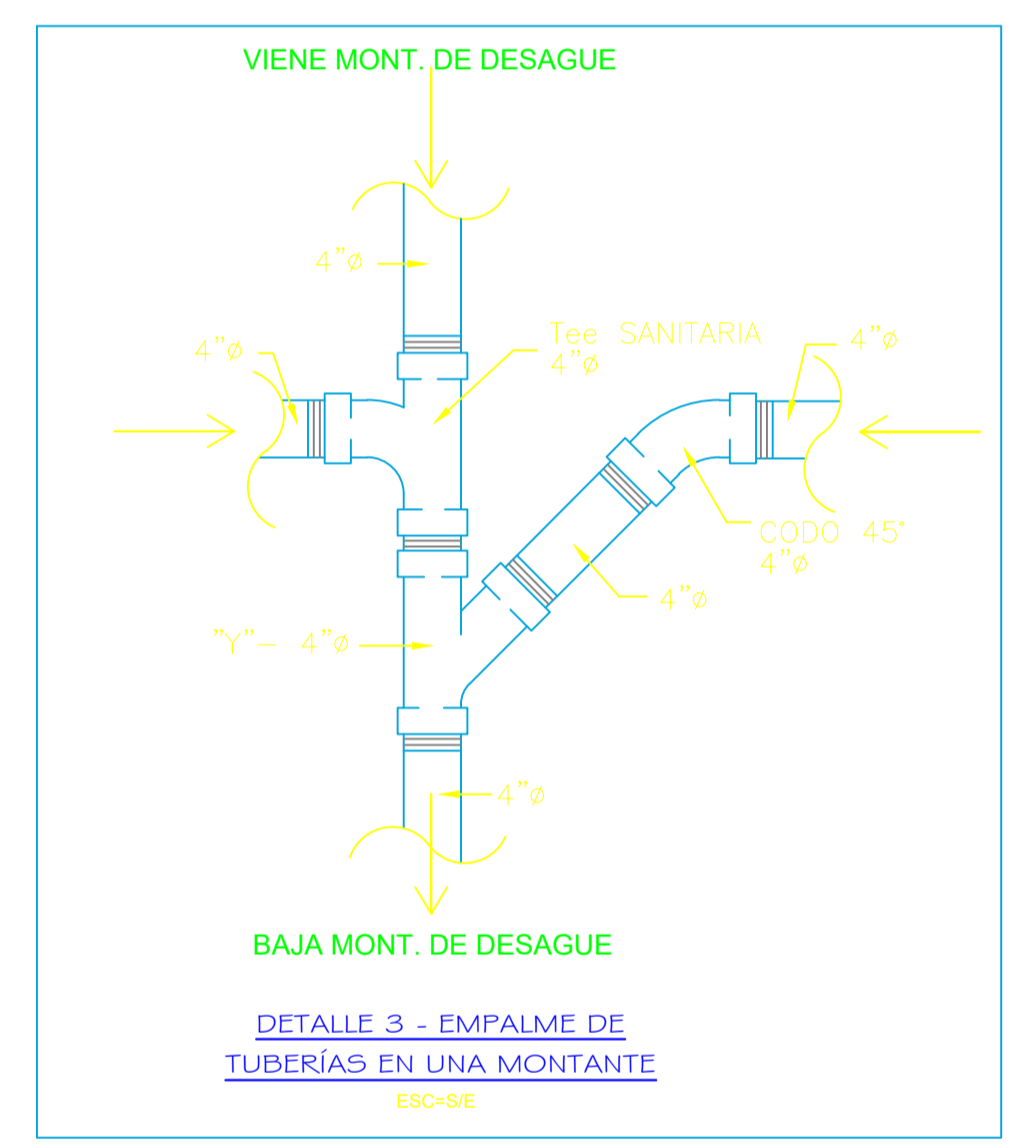 VIENE MONT. DE DESAGUE
4"ø
Tee SANITARIA
4"ø
4"ø
4"ø
CODO 45°
4"ø
4"ø
"Y"- 4"ø
4"ø
BAJA MONT. DE DESAGUE
DETALLE 3 - EMPALME DE
TUBERÍAS EN UNA MONTANTE
ESC=S/E